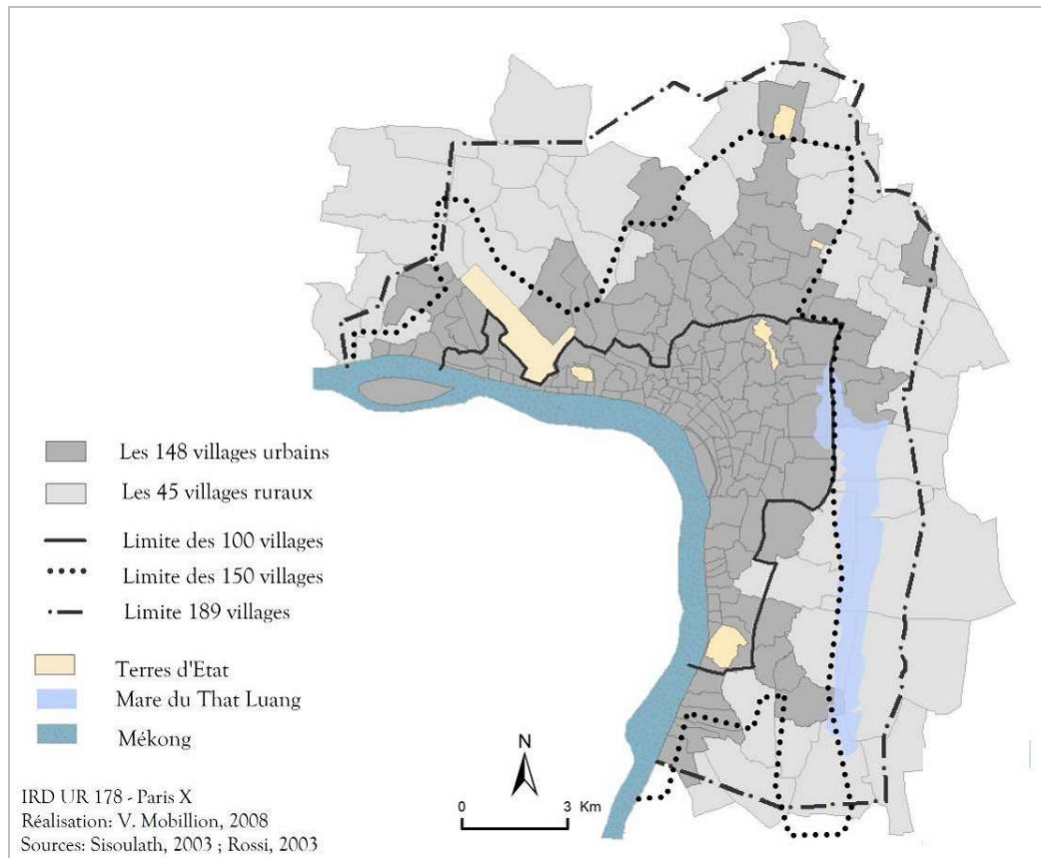 Les 148 villages urbains
Les 45 villages ruraux
Limite des 100 villages
Limite des 150 villages
Limite 189 villages
Terres d'Etat
Mare du That Luang
Mékong
N
0 3 Km
IRD UR 178 - Paris X
Réalisation: V. Mobillion, 2008
Sources: Sisoulath, 2003 ; Rossi, 2003